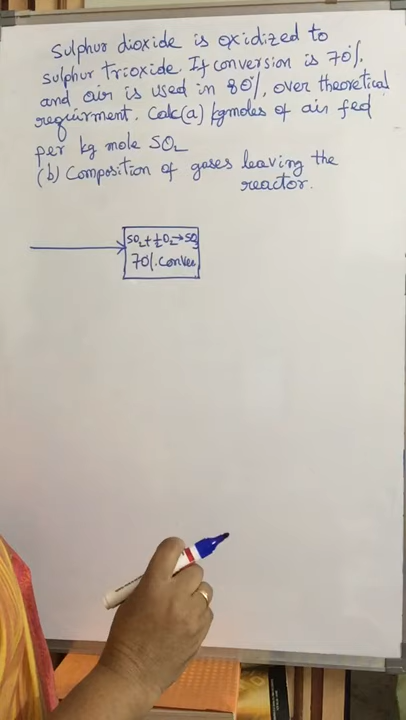 Sulphur dioxide is oxidized to
sulphur trioxide. If conversion is 70%.
and air is used in 80%, over theoretical
requirment. Calc(a) kgmoles of air fed
per kg mole SO2
(b) Composition of gases leaving the
reactor.
SO2+½O2→SO3
70%.conver